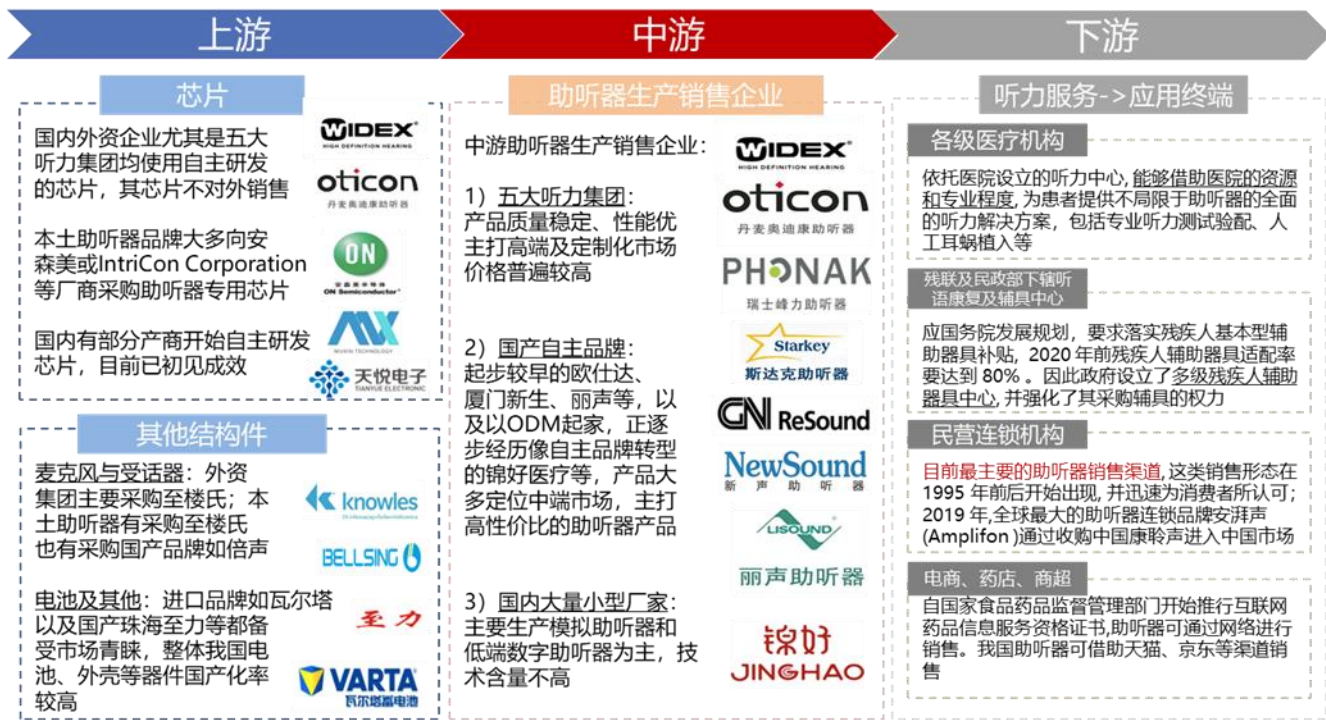 上游
中游
下游
芯片
国内外资企业尤其是五大
听力集团均使用自主研发
的芯片，其芯片不对外销售
本土助听器品牌大多向安
森美或IntriCon Corporation
等厂商采购助听器专用芯片
国内有部分产商开始自主研发
芯片，目前已初见成效
WIDEX®
HIGH DEFINITION HEARING
oticon
丹麦奥迪康助听器
ON
ON Semiconductor
天悦电子
TIANYUE ELECTRONIC
其他结构件
麦克风与受话器：外资
集团主要采购至楼氏；本
土助听器有采购至楼氏
也有采购国产品牌如倍声
电池及其他：进口品牌如瓦尔塔
以及国产珠海至力等都备
受市场青睐，整体我国电
池、外壳等器件国产化率
较高
knowles
BELLSING
至力
VARTA
瓦尔塔蓄电池
助听器生产销售企业
中游助听器生产销售企业：
1）五大听力集团：
产品质量稳定、性能优
主打高端及定制化市场
价格普遍较高
2）国产自主品牌：
起步较早的欧仕达、
厦门新生、丽声等，以
及以ODM起家，正逐
步经历像自主品牌转型
的锦好医疗等，产品大
多定位中端市场，主打
高性价比的助听器产品
3）国内大量小型厂家：
主要生产模拟助听器和
低端数字助听器为主，技
术含量不高
WIDEX®
HIGH DEFINITION HEARING
oticon
丹麦奥迪康助听器
PHONAK
瑞士峰力助听器
Starkey
斯达克助听器
GN ReSound
NewSound
新声助听器
LISOUND
丽声助听器
锦好
JINGHAO
听力服务->应用终端
各级医疗机构
依托医院设立的听力中心, 能够借助医院的资源
和专业程度, 为患者提供不局限于助听器的全面
的听力解决方案，包括专业听力测试验配、人
工耳蜗植入等
残联及民政部下辖听
语康复及辅具中心
应国务院发展规划，要求落实残疾人基本型辅
助器具补贴，2020 年前残疾人辅助器具适配率
要达到 80% 。因此政府设立了多级残疾人辅助
器具中心, 并强化了其采购辅具的权力
民营连锁机构
目前最主要的助听器销售渠道, 这类销售形态在
1995 年前后开始出现, 并迅速为消费者所认可；
2019 年,全球最大的助听器连锁品牌安湃声
(Amplifon )通过收购中国康聆声进入中国市场
电商、药店、商超
自国家食品药品监督管理部门开始推行互联网
药品信息服务资格证书,助听器可通过网络进行
销售。我国助听器可借助天猫、京东等渠道销
售